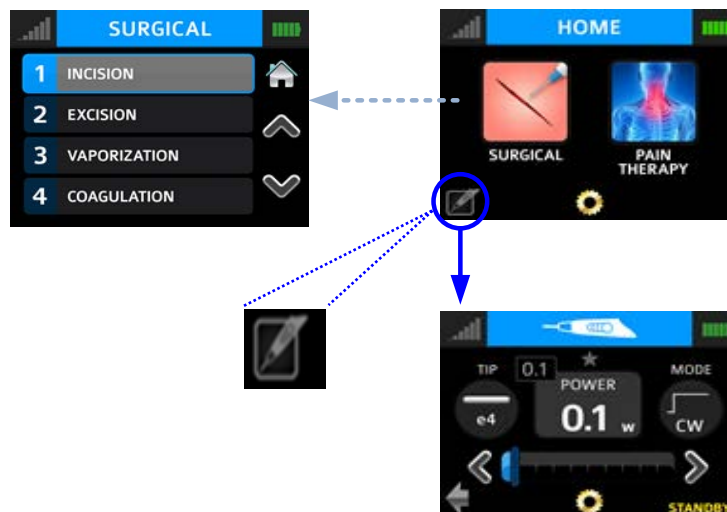 SURGICAL
1 INCISION
2 EXCISION
3 VAPORIZATION
4 COAGULATION
HOME
SURGICAL
PAIN
THERAPY
TIP
0.1
MODE
POWER
e4
0.1 w
CW
STANDBY